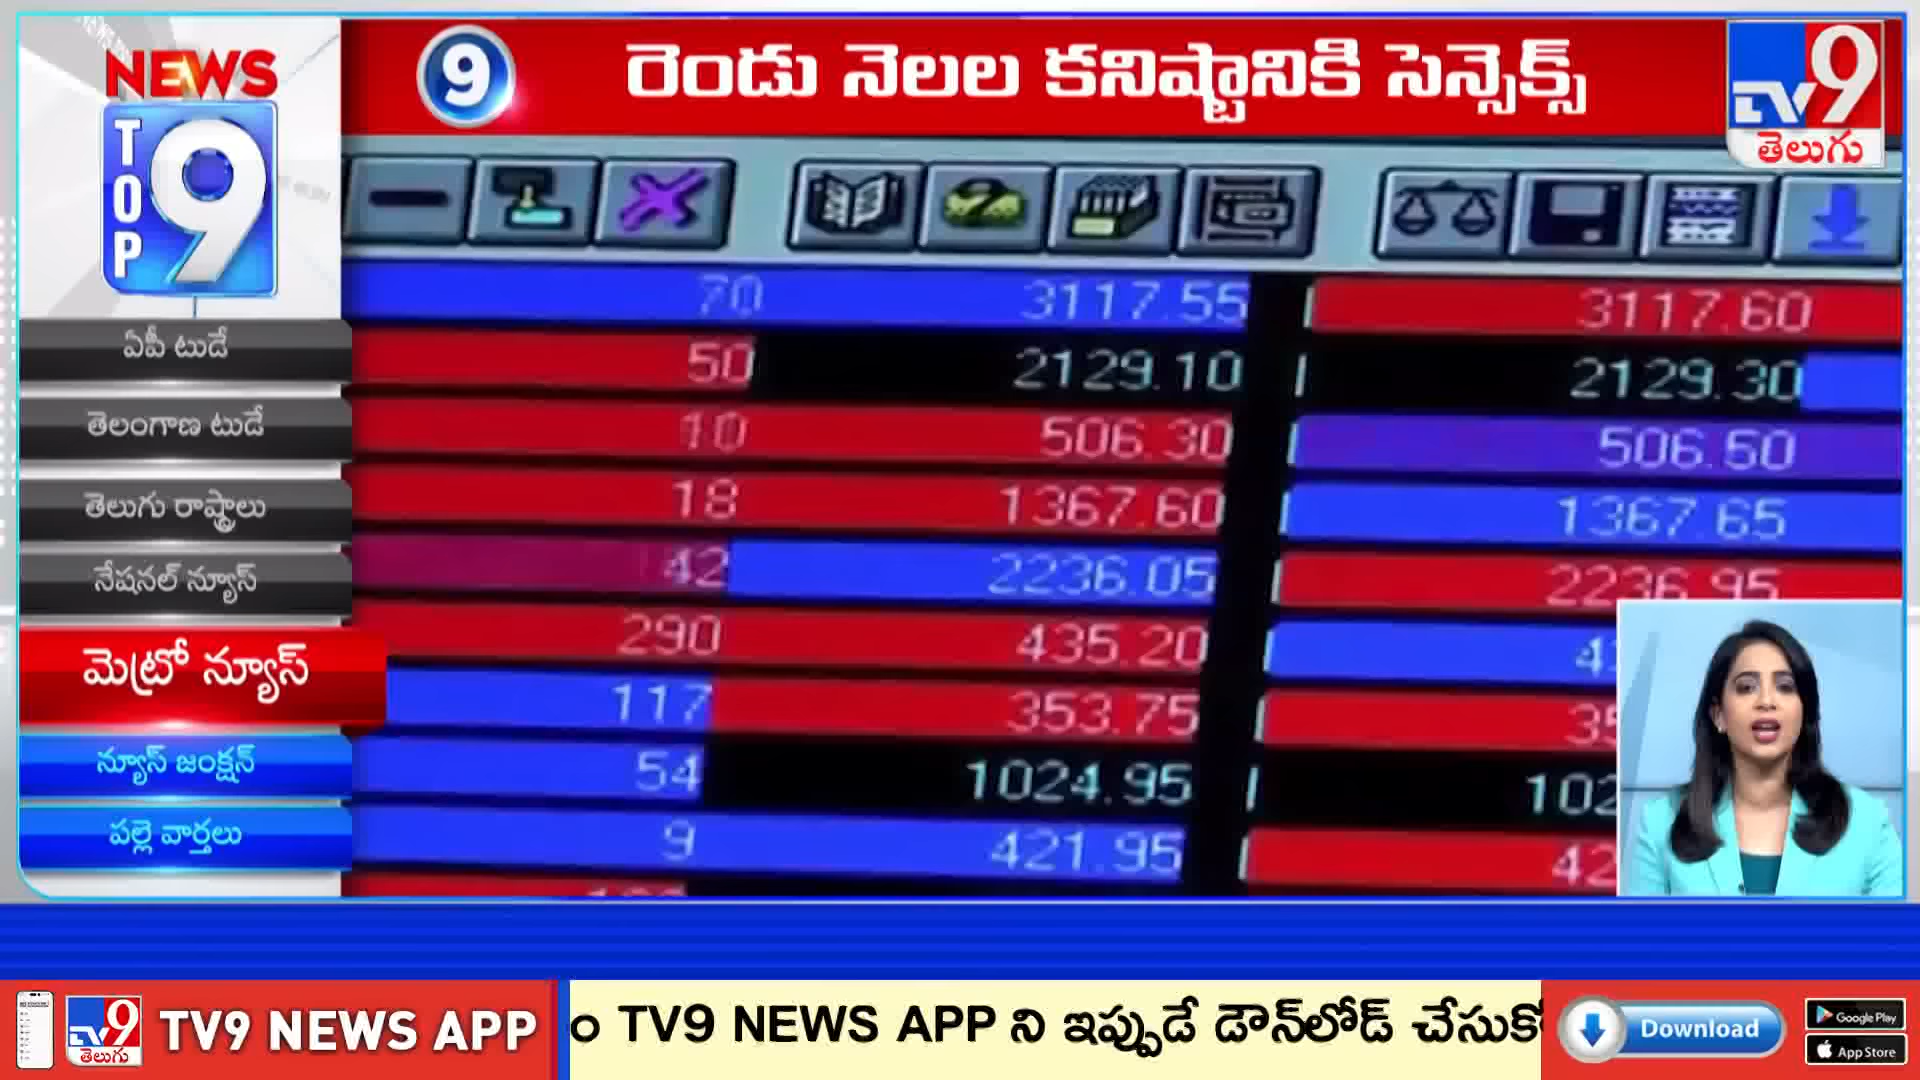 NEWS
TOP
9
9
రెండు నెలల కనిష్టానికి సెన్సెక్స్
TV9
తెలుగు
ఏపీ టుడే
తెలంగాణ టుడే
తెలుగు రాష్ట్రాలు
నేషనల్ న్యూస్
మెట్రో న్యూస్
న్యూస్ జంక్షన్
పల్లె వార్తలు
70 3117.55 3117.60
50 2129.10 2129.30
10 506.30 506.50
18 1367.60 1367.65
42 2236.05 2236.95
290 435.20
117 353.75
54 1024.95
9 421.95
TV9
తెలుగు
TV9 NEWS APP
TV9 NEWS APP ని ఇప్పుడే డౌన్‌లోడ్
Download
Google Play
App Store